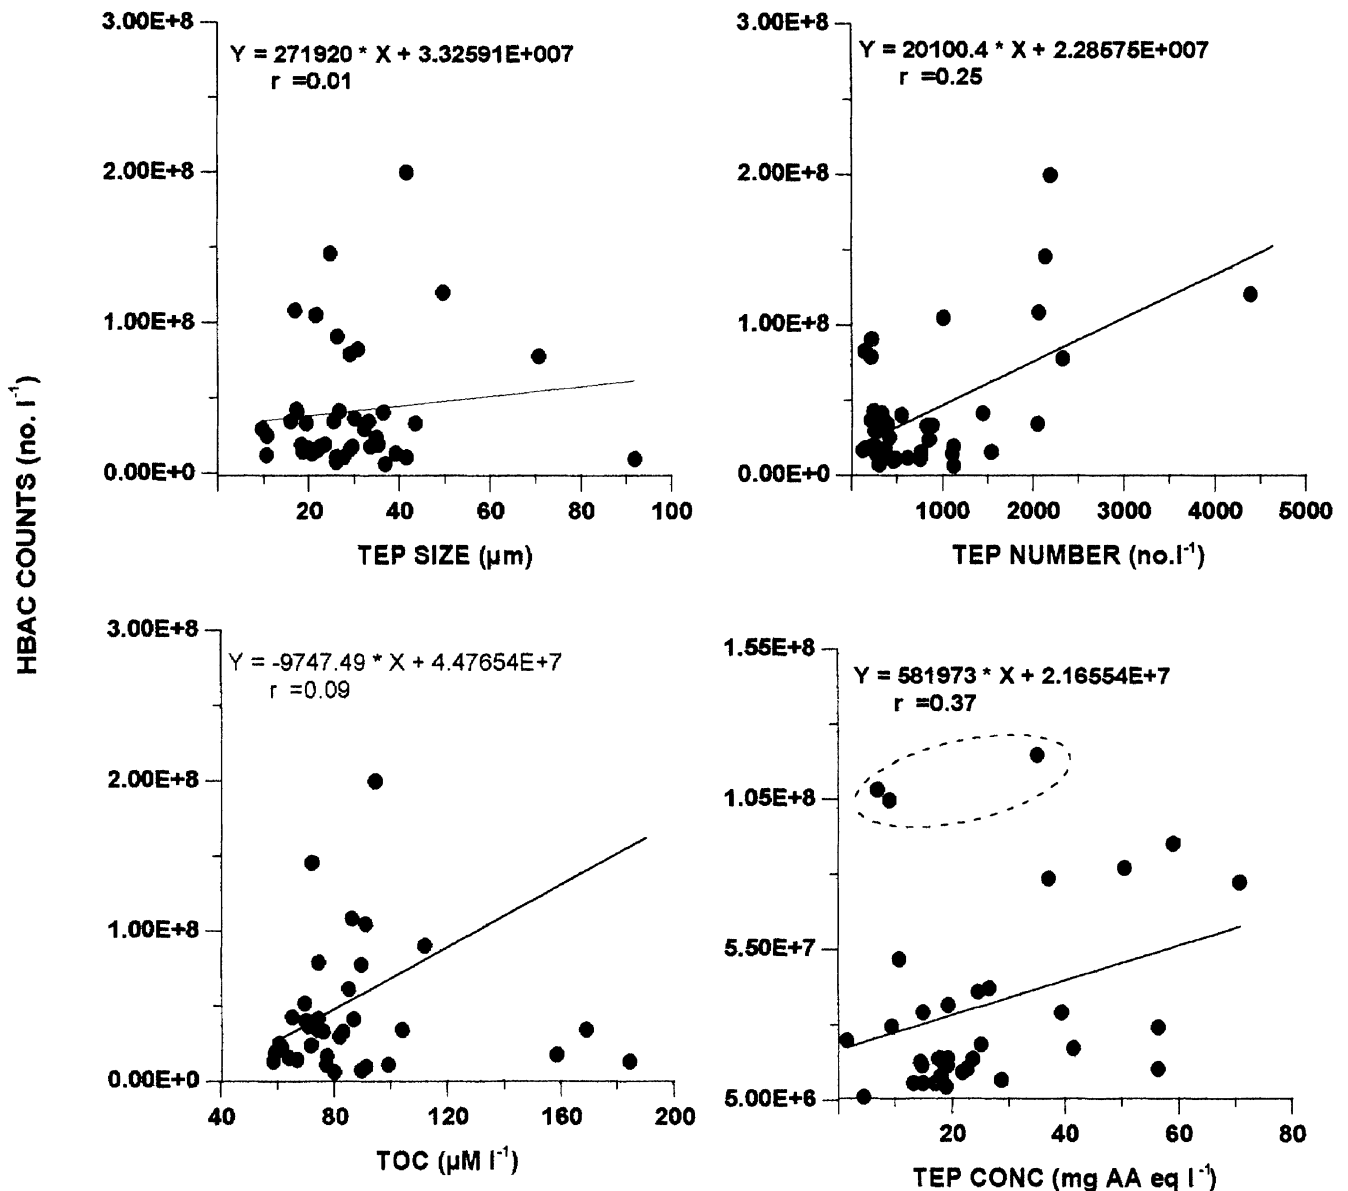 HBAC COUNTS (no. l⁻¹)
3.00E+8
2.00E+8
1.00E+8
0.00E+0
Y = 271920 * X + 3.32591E+007
r =0.01
20 40 60 80 100
TEP SIZE (µm)
3.00E+8
2.00E+8
1.00E+8
0.00E+0
Y = 20100.4 * X + 2.28575E+007
r =0.25
1000 2000 3000 4000 5000
TEP NUMBER (no.l⁻¹)
3.00E+8
2.00E+8
1.00E+8
0.00E+0
Y = -9747.49 * X + 4.47654E+7
r =0.09
40 80 120 160 200
TOC (µM l⁻¹)
1.55E+8
1.05E+8
5.50E+7
5.00E+6
Y = 581973 * X + 2.16554E+7
r =0.37
20 40 60 80
TEP CONC (mg AA eq l⁻¹)